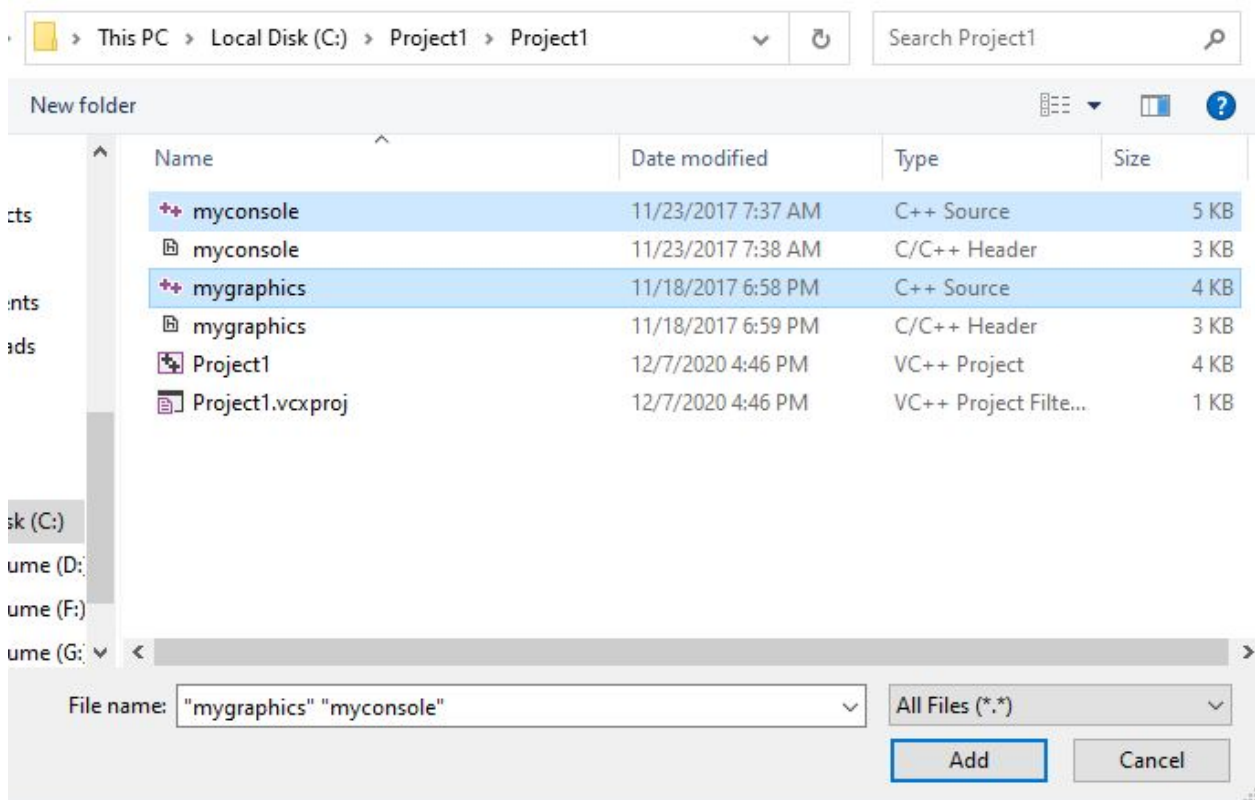 This PC > Local Disk (C:) > Project1 > Project1 Search Project1
New folder
Name Date modified Type Size
myconsole 11/23/2017 7:37 AM C++ Source 5 KB
myconsole 11/23/2017 7:38 AM C/C++ Header 3 KB
mygraphics 11/18/2017 6:58 PM C++ Source 4 KB
mygraphics 11/18/2017 6:59 PM C/C++ Header 3 KB
Project1 12/7/2020 4:46 PM VC++ Project 4 KB
Project1.vcxproj 12/7/2020 4:46 PM VC++ Project Filte... 1 KB
cts
ents
ads
sk (C:)
ume (D:
ume (F:)
ume (G:
File name: "mygraphics" "myconsole" All Files (*.*)
Add Cancel